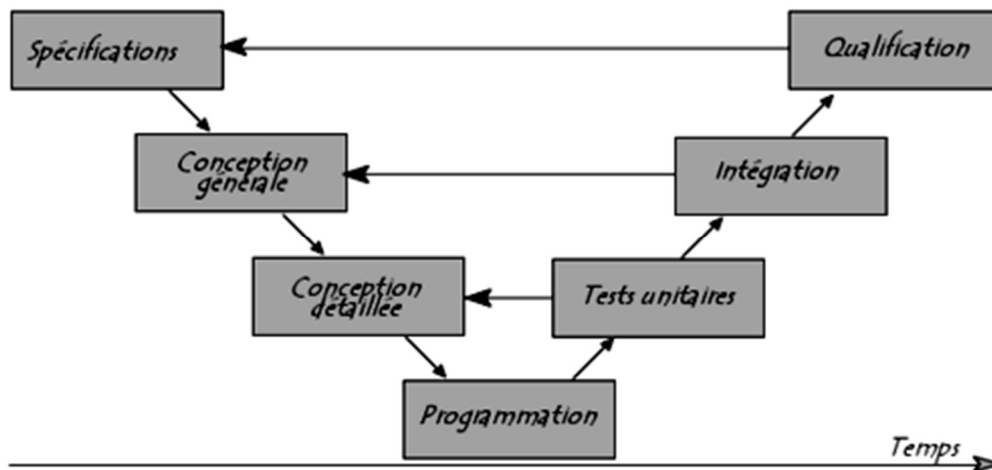 Spécifications
Qualification
Conception
générale
Intégration
Conception
détaillée
Tests unitaires
Programmation
Temps